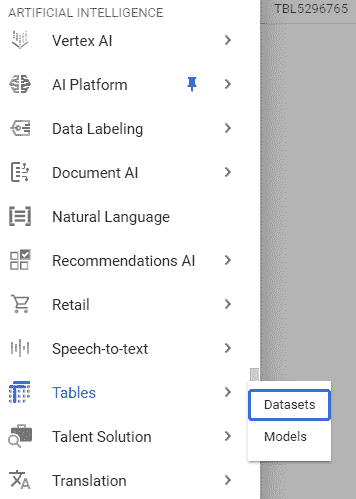 ARTIFICIAL INTELLIGENCE
TBL5296765
Vertex AI
AI Platform
Data Labeling
Document AI
Natural Language
Recommendations AI
Retail
Speech-to-text
Tables
Datasets
Models
Talent Solution
Translation